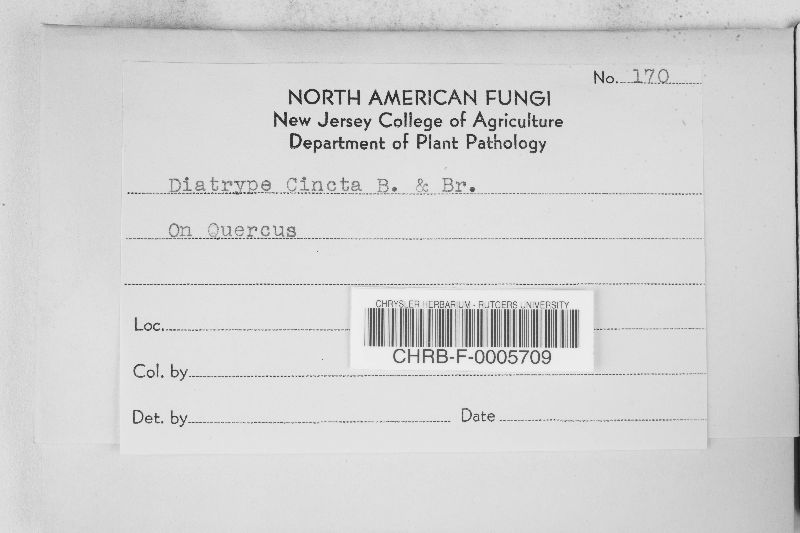 No. 170
NORTH AMERICAN FUNGI
New Jersey College of Agriculture
Department of Plant Pathology
Diatrype Cincta B. & Br.
On Quercus
CHRYSLER HERBARIUM - RUTGERS UNIVERSITY
Loc.
CHRB-F-0005709
Col. by
Det. by Date